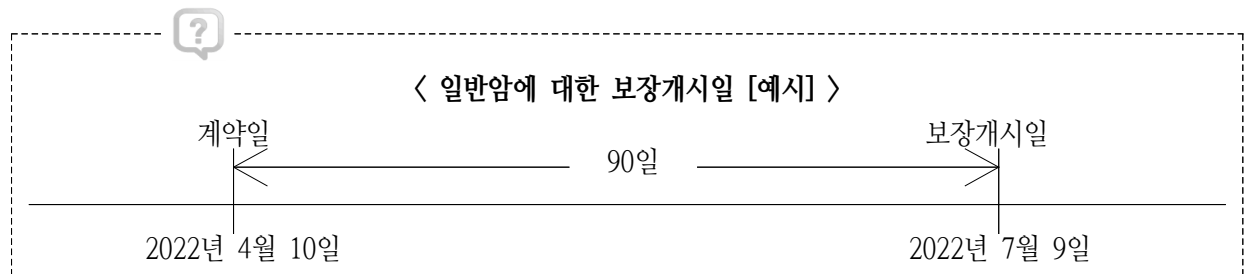 ?
〈 일반암에 대한 보장개시일 [예시] 〉
계약일 보장개시일
90일
2022년 4월 10일 2022년 7월 9일